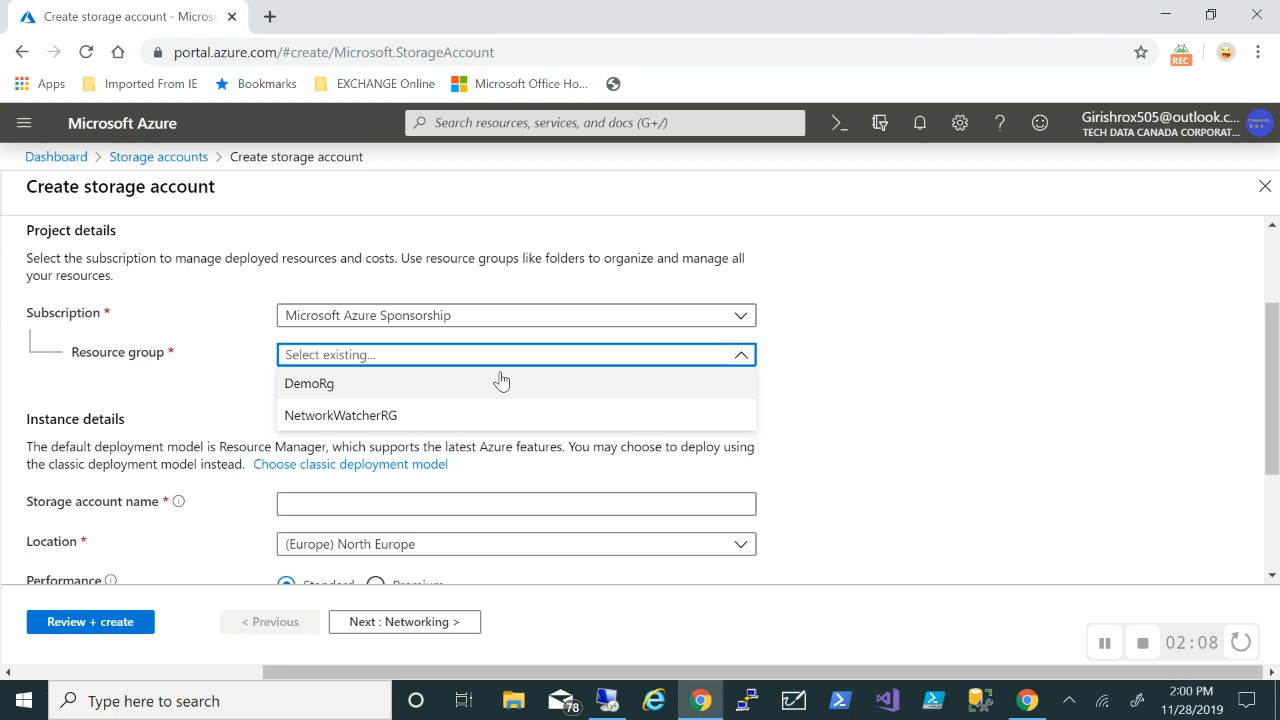 Create storage account - Micros
portal.azure.com/#create/Microsoft.StorageAccount
REC
Apps
Imported From IE
Bookmarks
EXCHANGE Online
Microsoft Office Ho...
Microsoft Azure
Search resources, services, and docs (G+/)
Girishrox505@outlook.c...
TECH DATA CANADA CORPORAT...
Dashboard > Storage accounts > Create storage account
Create storage account
Project details
Select the subscription to manage deployed resources and costs. Use resource groups like folders to organize and manage all
your resources.
Subscription *
Microsoft Azure Sponsorship
Resource group *
Select existing...
DemoRg
NetworkWatcherRG
Instance details
The default deployment model is Resource Manager, which supports the latest Azure features. You may choose to deploy using
the classic deployment model instead. Choose classic deployment model
Storage account name *
Location *
(Europe) North Europe
Performance
Standard
Premium
Review + create
< Previous
Next : Networking >
02:08
Type here to search
78
2:00 PM
11/28/2019